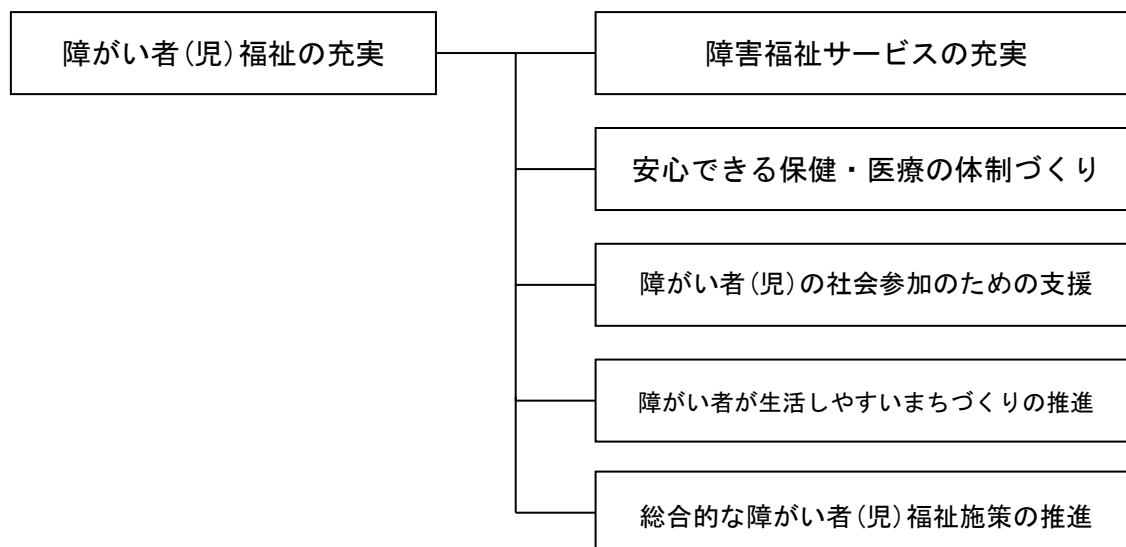 障がい者(児)福祉の充実
障害福祉サービスの充実
安心できる保健・医療の体制づくり
障がい者(児)の社会参加のための支援
障がい者が生活しやすいまちづくりの推進
総合的な障がい者(児)福祉施策の推進